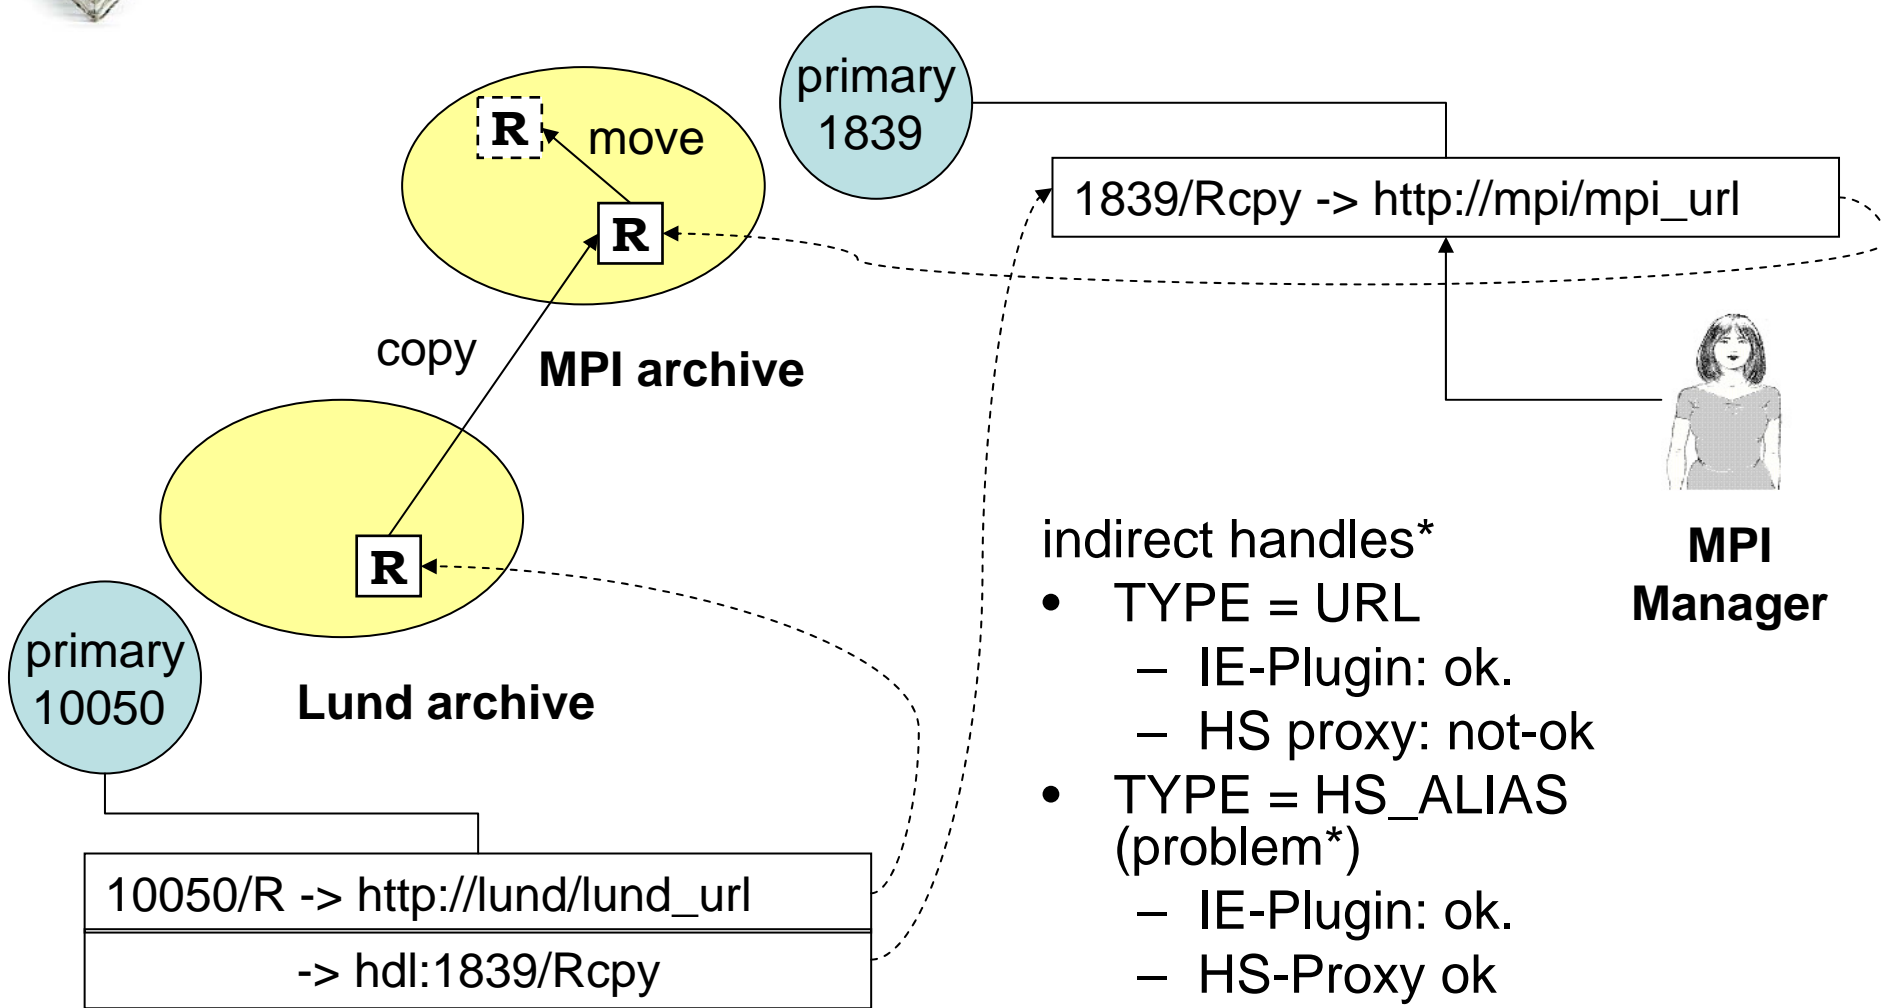 primary
1839
R
move
R
1839/Rcpy -> http://mpi/mpi_url
copy
MPI archive
R
primary
10050
Lund archive
10050/R -> http://lund/lund_url
-> hdl:1839/Rcpy
MPI
Manager
indirect handles*
• TYPE = URL
– IE-Plugin: ok.
– HS proxy: not-ok
• TYPE = HS_ALIAS
(problem*)
– IE-Plugin: ok.
– HS-Proxy ok